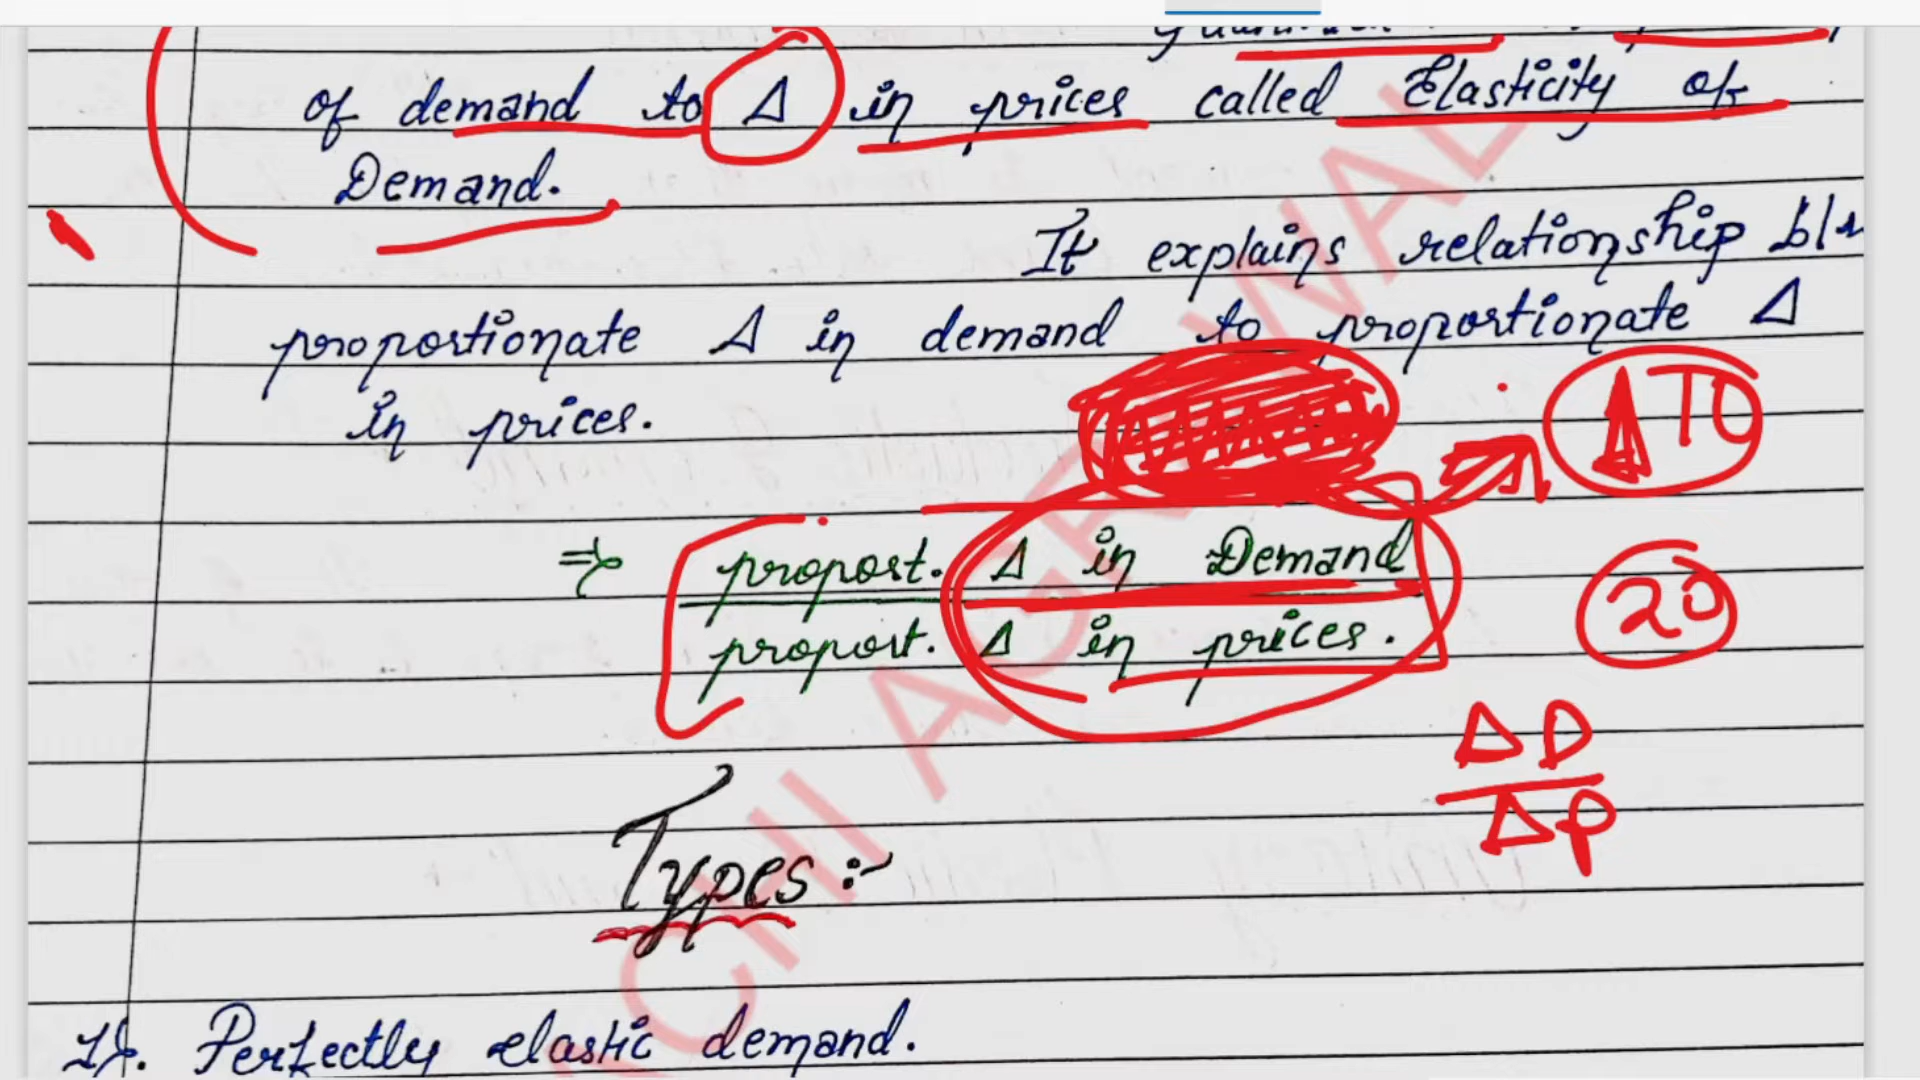 of demand to Δ in prices called Elasticity of
Demand.
It explains relationship b/w
proportionate Δ in demand to proportionate Δ
in prices.
Δ 10
⇒ proport. Δ in Demand
proport. Δ in prices.
20
ΔD
ΔP
Types :-
1). Perfectly elastic demand.